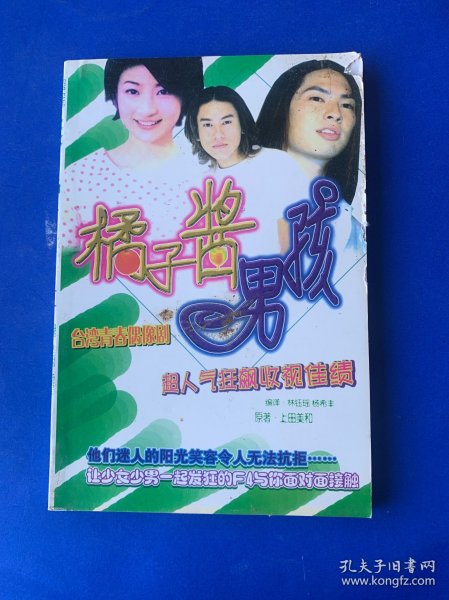 橘子醬
男孩
台湾青春偶像剧
超人气狂飙收视佳绩
编译·林钰瑶 杨希丰
原著·上田美和
他们迷人的阳光笑容令人无法抗拒……
让少女少男一起发狂的F4与你面对面接触
孔夫子旧书网
www.kongfz.com